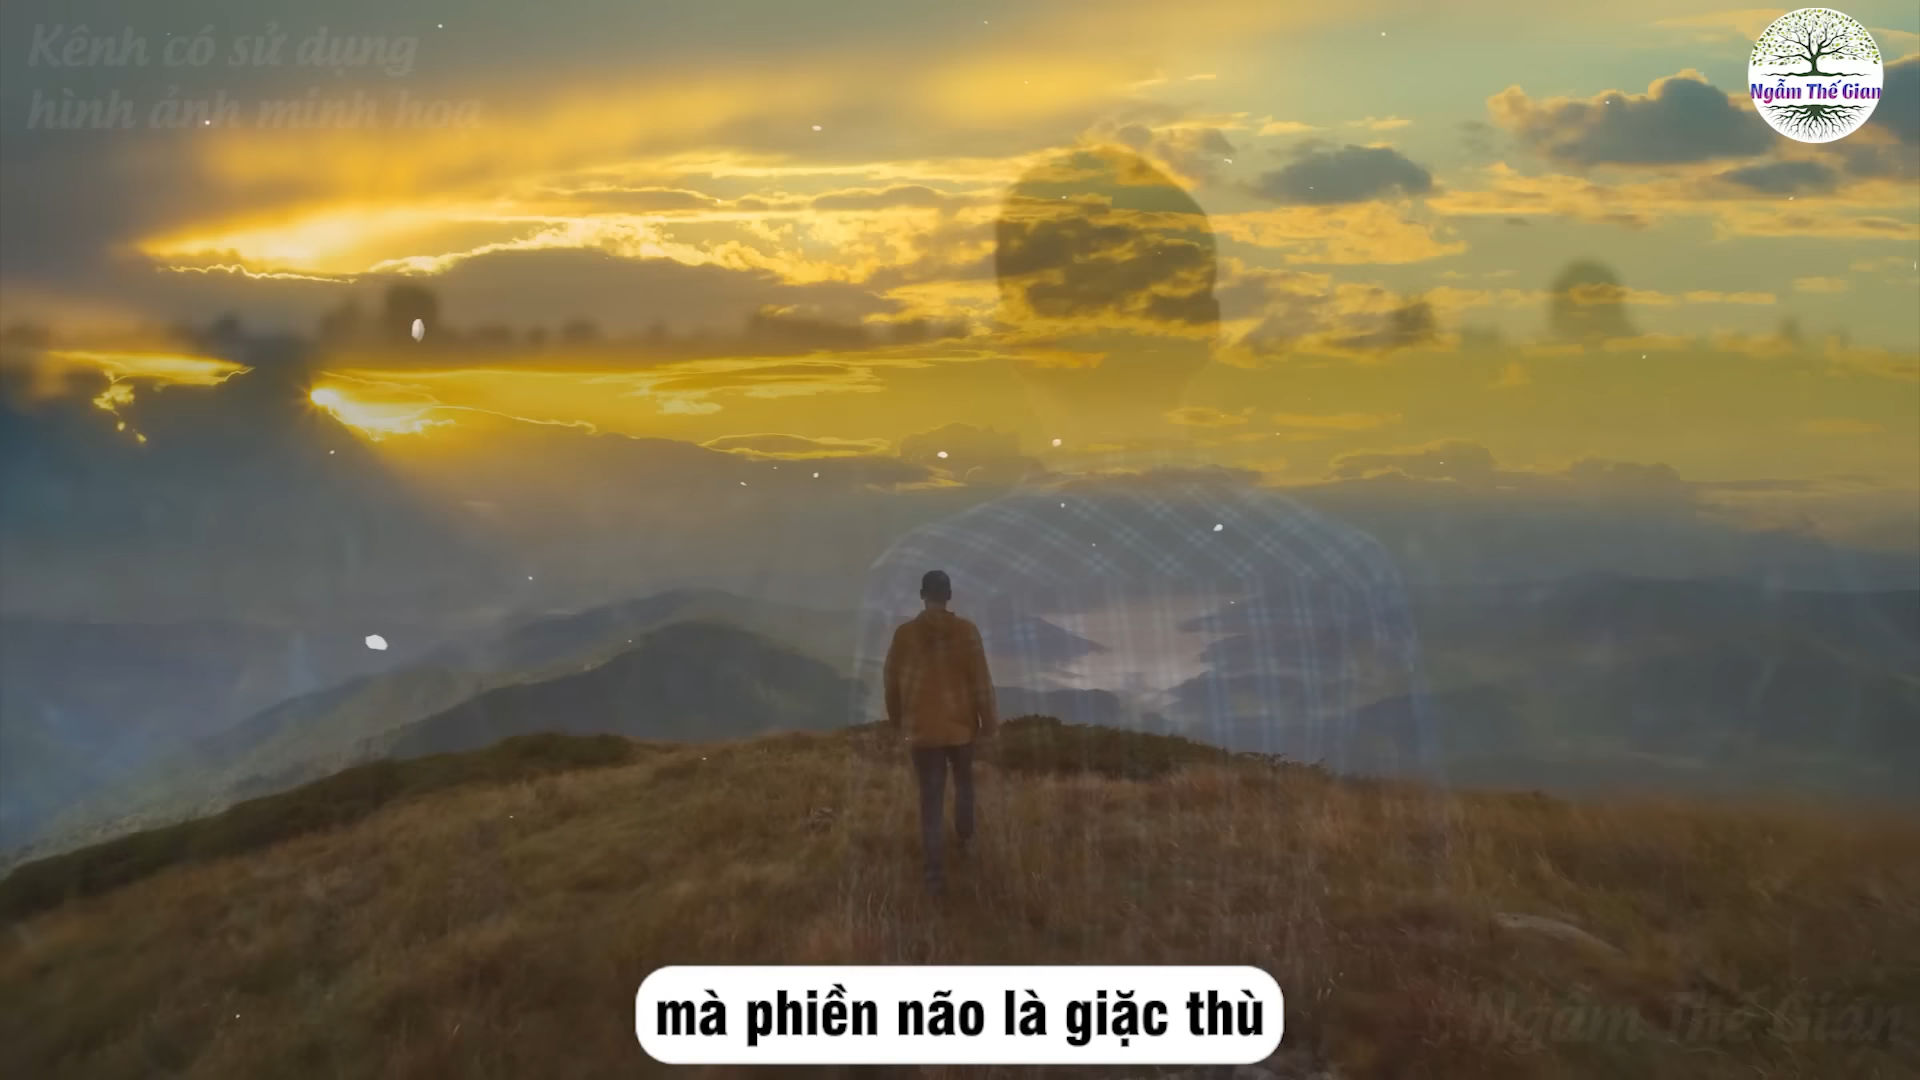 Kênh có sử dụng
hình ảnh minh hoạ
Ngẫm Thế Gian
mà phiền não là giặc thù
Ngẫm Thế Gian